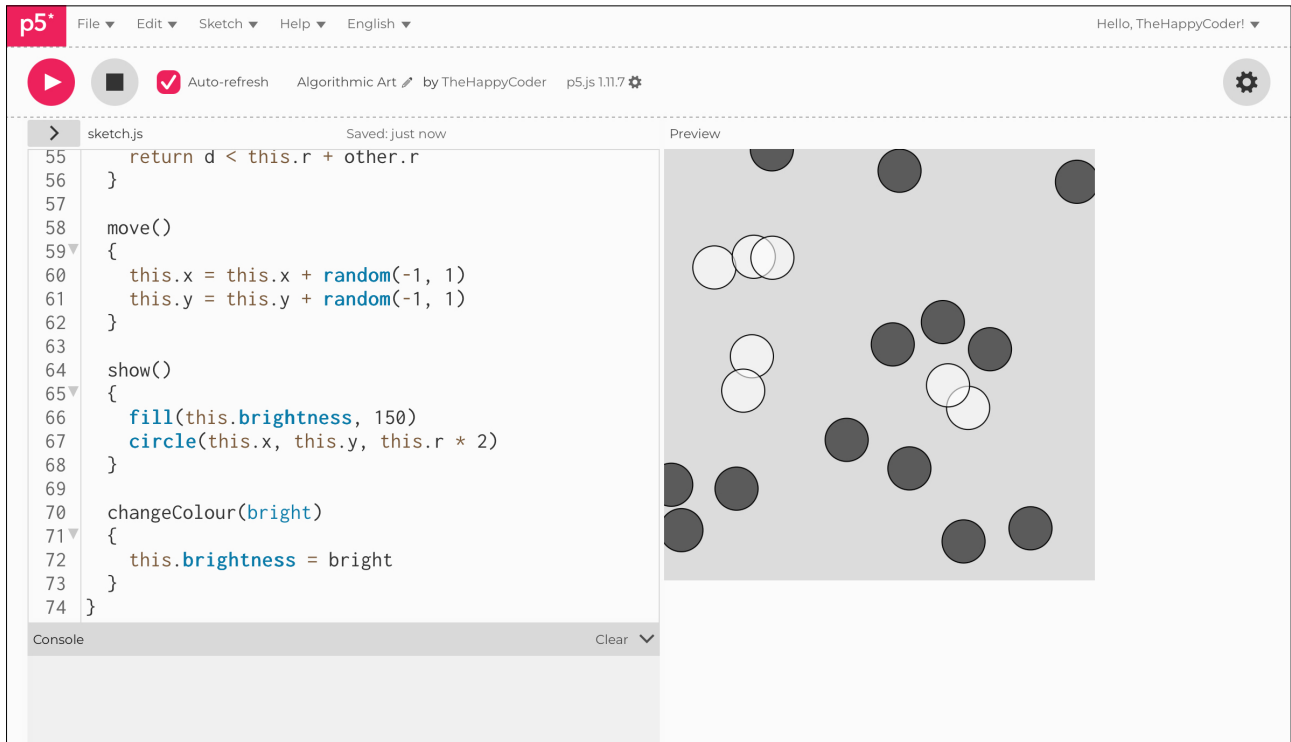 p5* File Edit Sketch Help English Hello, TheHappyCoder!
Auto-refresh Algorithmic Art by TheHappyCoder p5.js 1.11.7
sketch.js Saved: just now Preview
55 return d < this.r + other.r
56 }
57
58 move()
59 {
60 this.x = this.x + random(-1, 1)
61 this.y = this.y + random(-1, 1)
62 }
63
64 show()
65 {
66 fill(this.brightness, 150)
67 circle(this.x, this.y, this.r * 2)
68 }
69
70 changeColour(bright)
71 {
72 this.brightness = bright
73 }
74 }
Console Clear